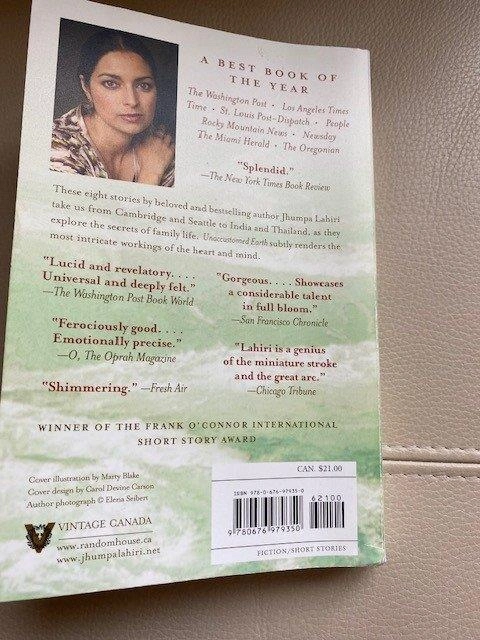 A BEST BOOK OF
THE YEAR
The Washington Post • Los Angeles Times
Time • St. Louis Post-Dispatch • People
Rocky Mountain News • Newsday
The Miami Herald • The Oregonian
"Splendid."
—The New York Times Book Review
These eight stories by beloved and bestselling author Jhumpa Lahiri
take us from Cambridge and Seattle to India and Thailand, as they
explore the secrets of family life. Unaccustomed Earth subtly renders the
most intricate workings of the heart and mind.
"Lucid and revelatory. . . .
Universal and deeply felt."
—The Washington Post Book World
"Ferociously good. . . .
Emotionally precise."
—O, The Oprah Magazine
"Shimmering." —Fresh Air
"Gorgeous. . . . Showcases
a considerable talent
in full bloom."
—San Francisco Chronicle
"Lahiri is a genius
of the miniature stroke
and the great arc."
—Chicago Tribune
WINNER OF THE FRANK O'CONNOR INTERNATIONAL
SHORT STORY AWARD
Cover illustration by Marty Blake
Cover design by Carol Devine Carson
Author photograph © Elena Seibert
V
VINTAGE CANADA
www.randomhouse.ca
www.jhumpalahiri.net
CAN. $21.00
ISBN 978-0-676-97935-0
62100
9 780676 979350
FICTION/SHORT STORIES